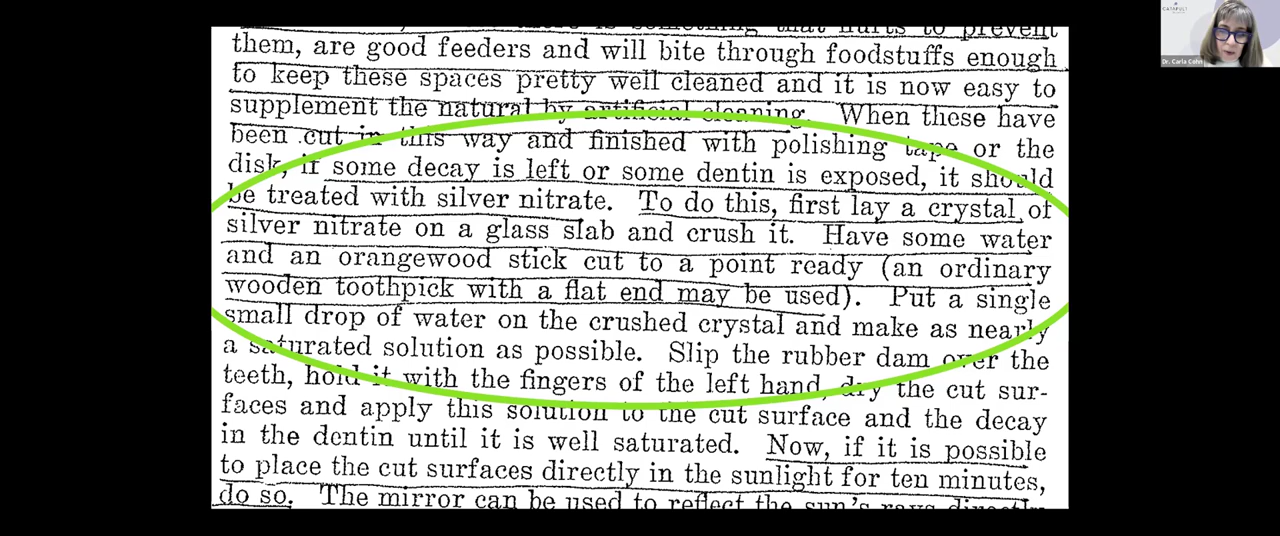 them, are good feeders and will bite through foodstuffs enough
to keep these spaces pretty well cleaned and it is now easy to
supplement the natural by artificial cleaning. When these have
been cut in this way and finished with polishing tape or the
disk, if some decay is left or some dentin is exposed, it should
be treated with silver nitrate. To do this, first lay a crystal of
silver nitrate on a glass slab and crush it. Have some water
and an orangewood stick cut to a point ready (an ordinary
wooden toothpick with a flat end may be used). Put a single
small drop of water on the crushed crystal and make as nearly
a saturated solution as possible. Slip the rubber dam over the
teeth, hold it with the fingers of the left hand, dry the cut sur-
faces and apply this solution to the cut surface and the decay
in the dentin until it is well saturated. Now, if it is possible
to place the cut surfaces directly in the sunlight for ten minutes,
do so. The mirror can be used to reflect the sun's rays directly
CATAPULT
Dr. Carla Coh